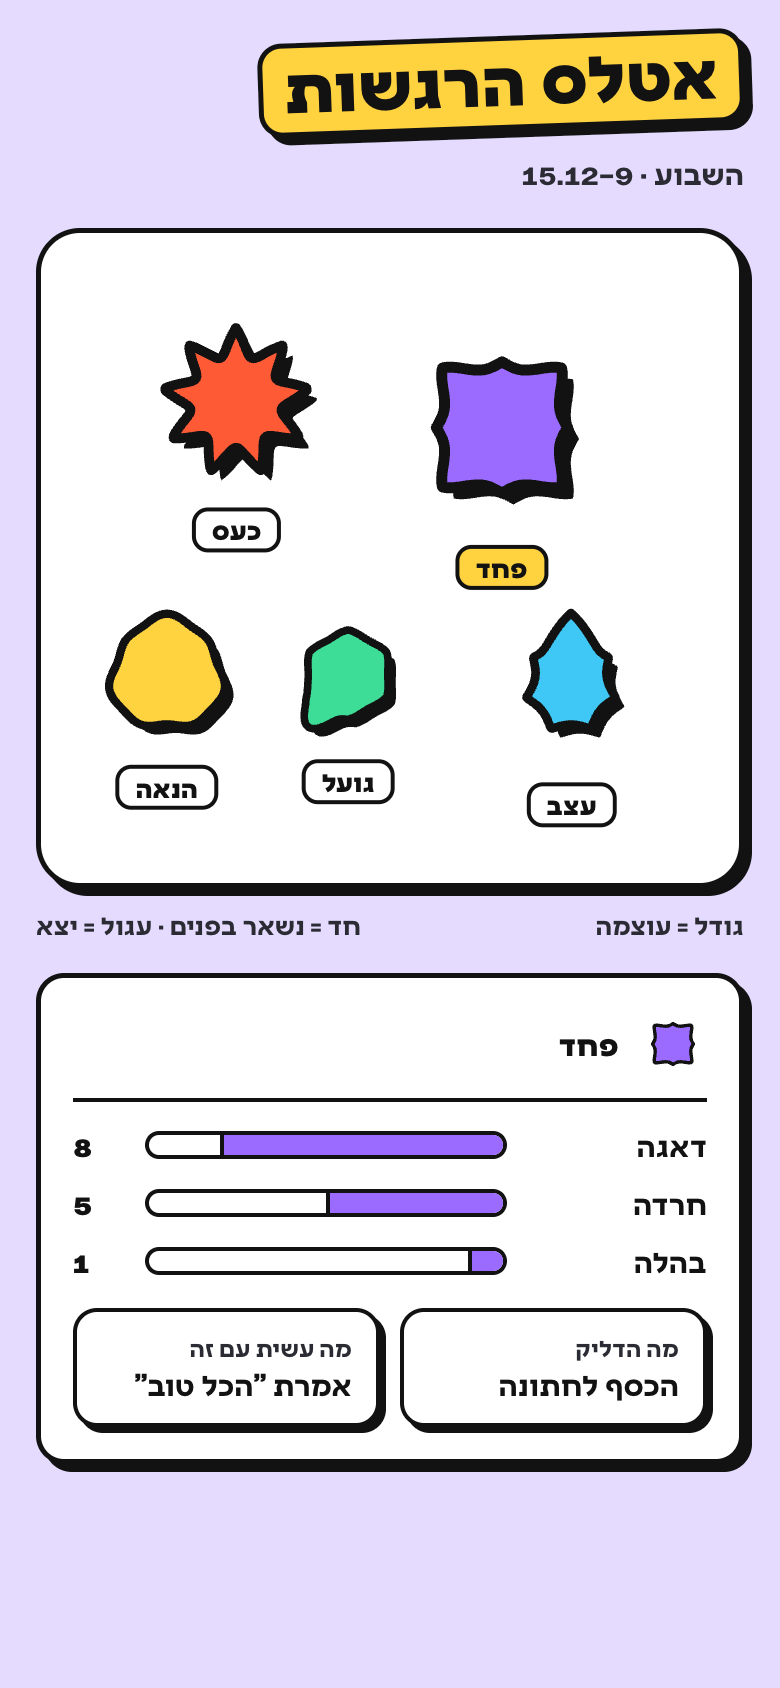 אטלס הרגשות
השבוע · 9–15.12
פחד
כעס
עצב
גועל
הנאה
גודל = עוצמה
חד = נשאר בפנים · עגול = יצא
פחד
דאגה 8
חרדה 5
בהלה 1
מה הדליק
הכסף לחתונה
מה עשית עם זה
אמרת ”הכל טוב”